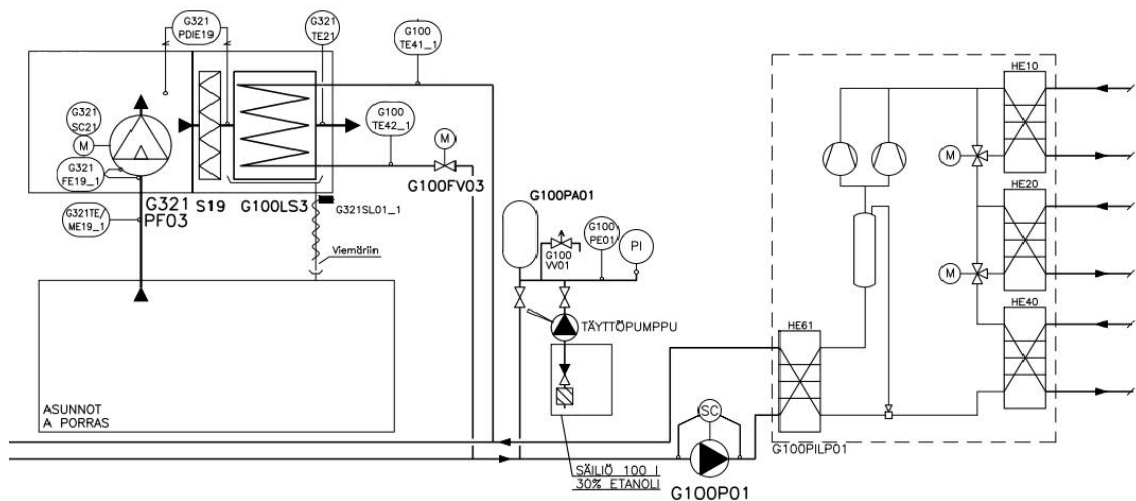 G321
PDIE19
G321
TE21
G100
TE41_1
G321
SC21
M
G321
FE19_1
G321TE/
ME19_1
G321
PF03
S19
G100LS3
G321SL01_1
Viemäriin
G100
TE42_1
M
G100FV03
G100PA01
G100
VV01
G100
PE01
PI
TÄYTTÖPUMPPU
ASUNNOT
A PORRAS
SÄILIÖ 100 l
30% ETANOLI
SC
G100P01
HE61
G100PILP01
HE10
M
HE20
M
HE40